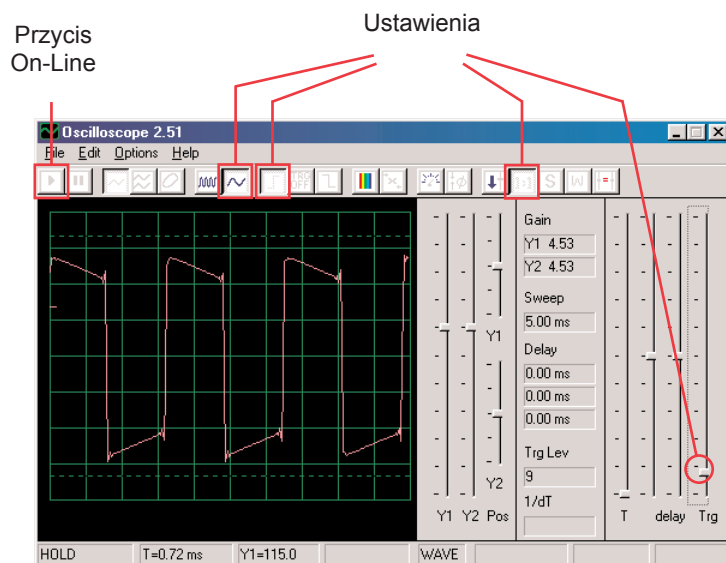 Przycis
On-Line
Ustawienia
Oscilloscope 2.51
File Edit Options Help
TRG
OFF
S
W
Gain
Y1 4.53
Y2 4.53
Sweep
5.00 ms
Delay
0.00 ms
0.00 ms
0.00 ms
Trg Lev
9
1/dT
Y1
Y2
Y1 Y2 Pos
T delay Trg
HOLD T=0.72 ms Y1=115.0 WAVE